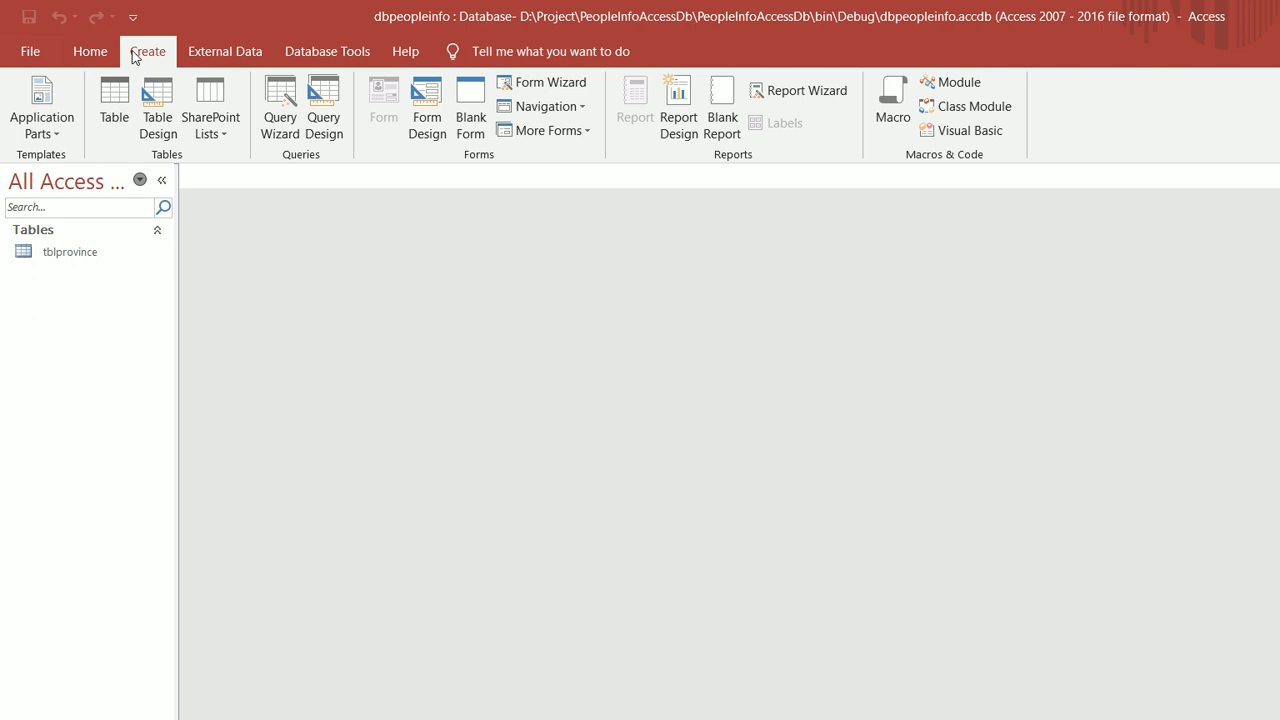 dbpeopleinfo : Database- D:\Project\PeopleInfoAccessDb\PeopleInfoAccessDb\bin\Debug\dbpeopleinfo.accdb (Access 2007 - 2016 file format) - Access
File Home Create External Data Database Tools Help Tell me what you want to do
Application Parts
Table
Table Design
SharePoint Lists
Query Wizard
Query Design
Form
Form Design
Blank Form
Form Wizard
Navigation
More Forms
Report
Report Design
Blank Report
Report Wizard
Labels
Macro
Module
Class Module
Visual Basic
Templates Tables Queries Forms Reports Macros & Code
All Access ...
Search...
Tables
tblprovince